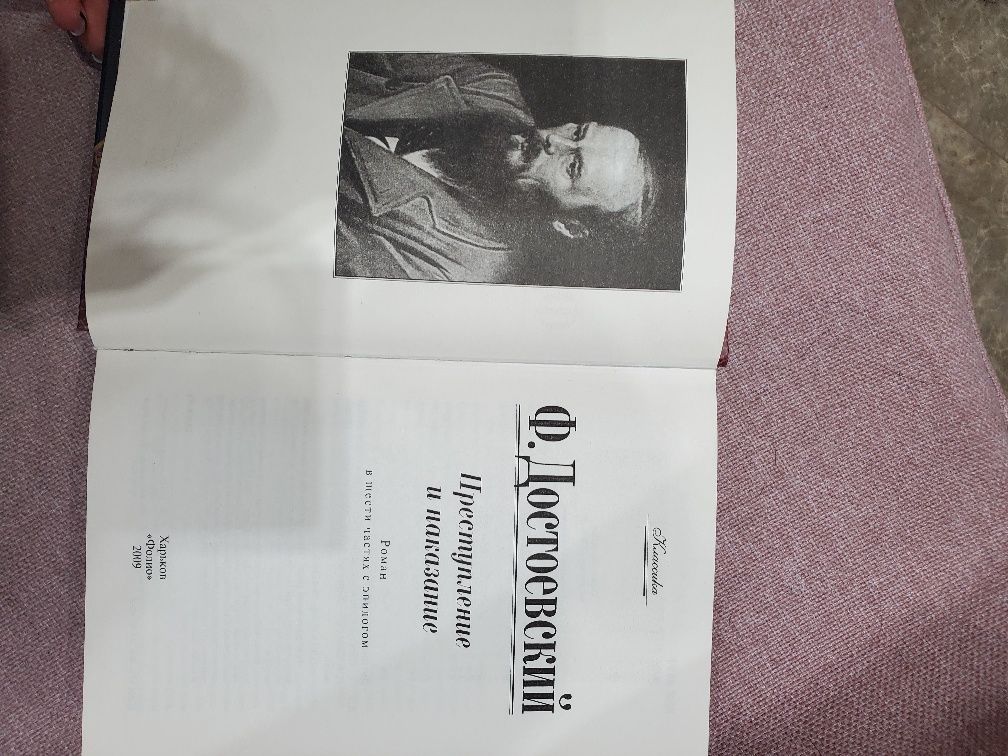 Классика
Ф. Достоевский
Преступление
и наказание
Роман
в шести частях с эпилогом
Харьков
«Фолио»
2009